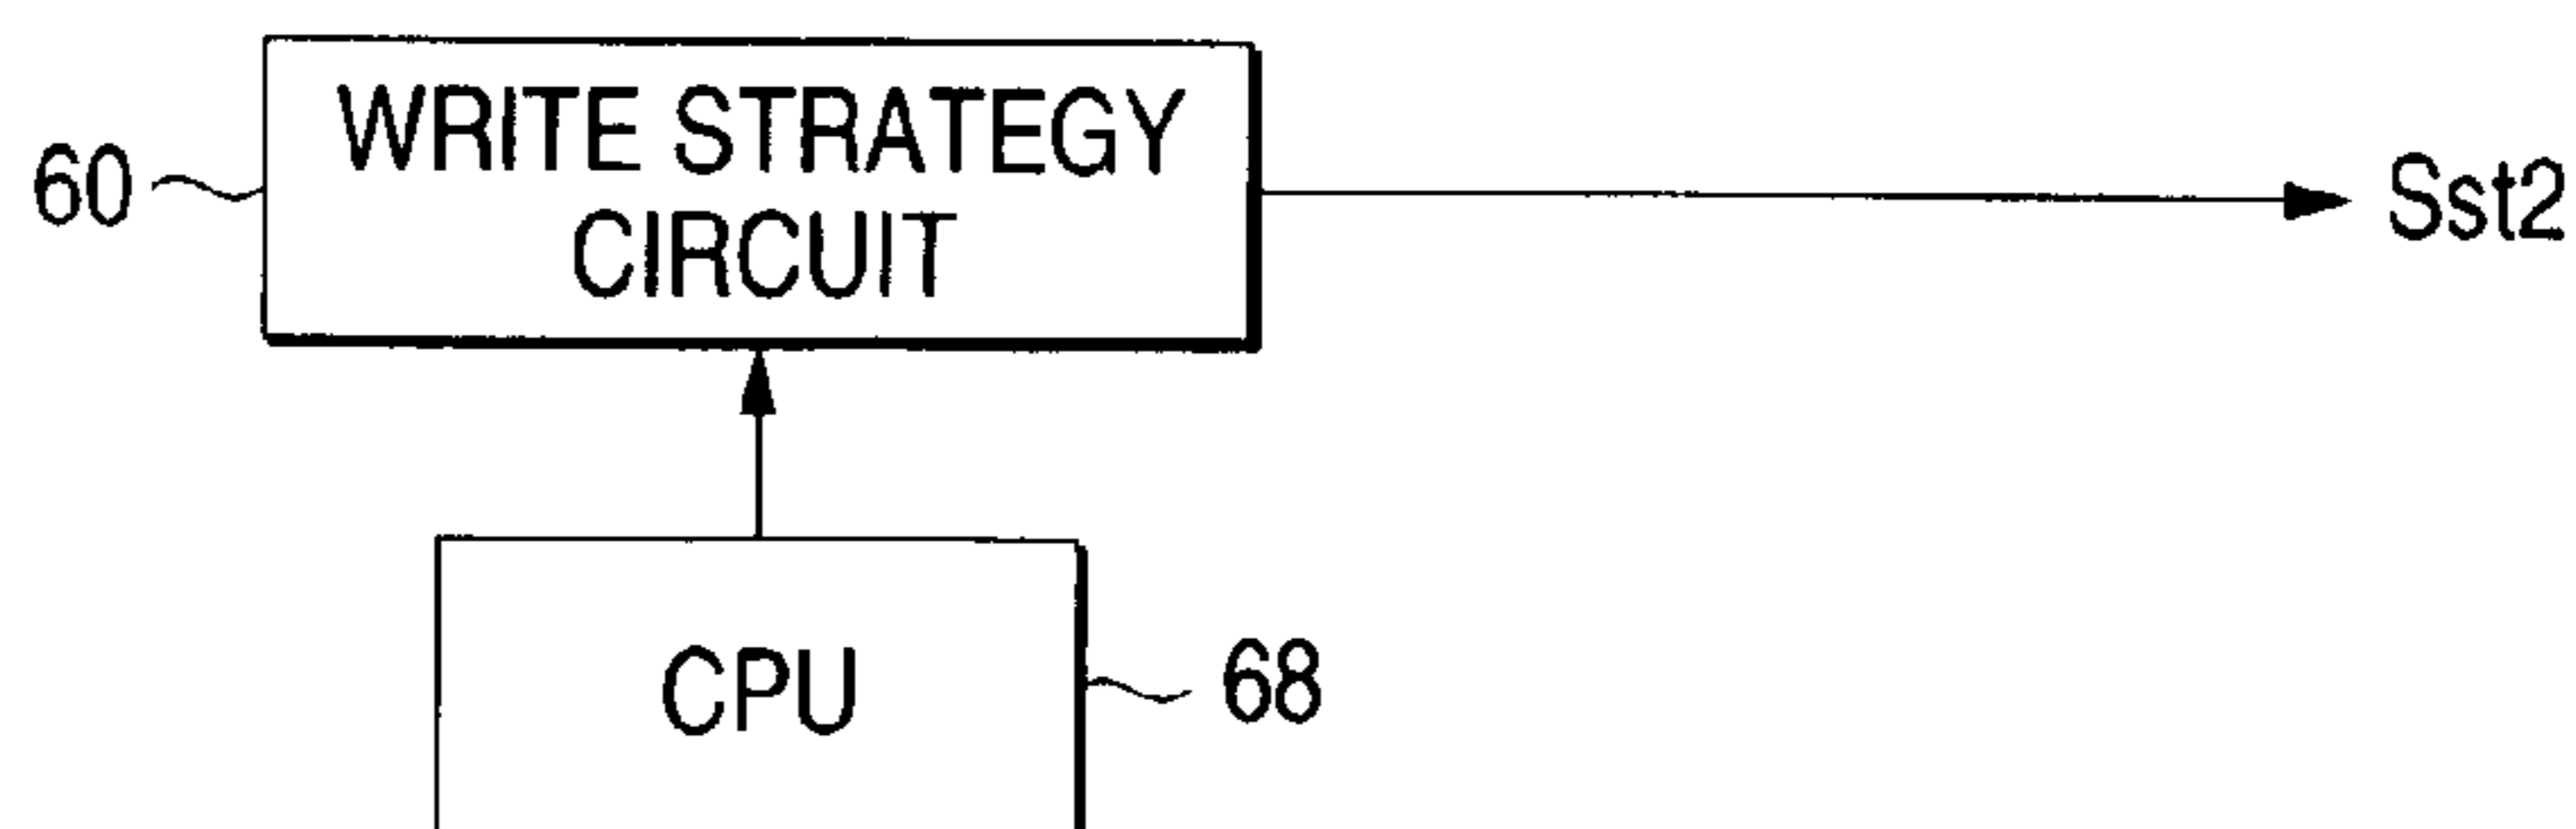 60
WRITE STRATEGY
CIRCUIT
Sst2
CPU
68